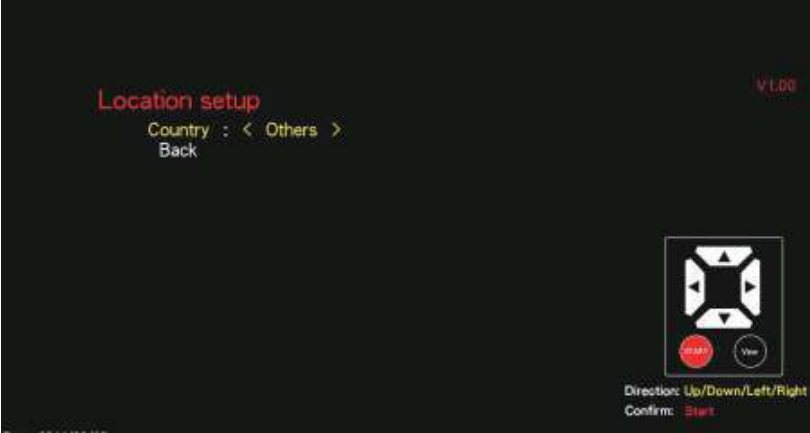 V1.00
Location setup
Country : < Others >
Back
START
View
Direction: Up/Down/Left/Right
Confirm: Start